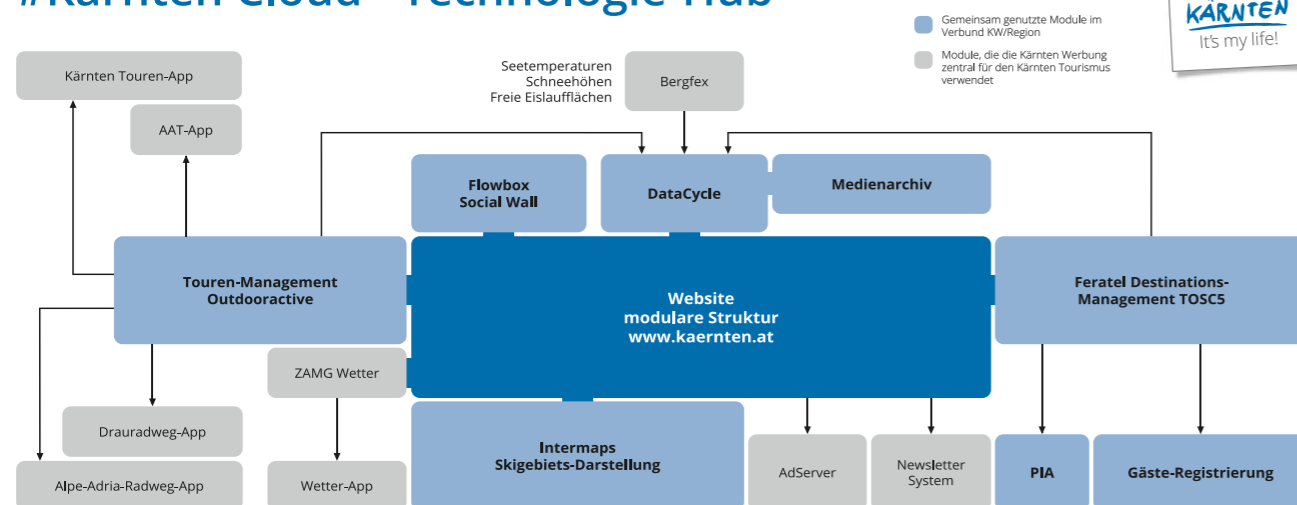 #Kärnten Cloud - Technologie Hub
Gemeinsam genutzte Module im
Verbund KW/Region
Module, die die Kärnten Werbung
zentral für den Kärnten Tourismus
verwendet
KÄRNTEN
It's my life!
Kärnten Touren-App
AAT-App
Seetemperaturen
Schneehöhen
Freie Eislaufflächen
Bergfex
Flowbox
Social Wall
DataCycle
Medienarchiv
Touren-Management
Outdooractive
Website
modulare Struktur
www.kaernten.at
Feratel Destinations-
Management TOSC5
ZAMG Wetter
Drauradweg-App
Alpe-Adria-Radweg-App
Wetter-App
Intermaps
Skigebiets-Darstellung
AdServer
Newsletter
System
PIA
Gäste-Registrierung